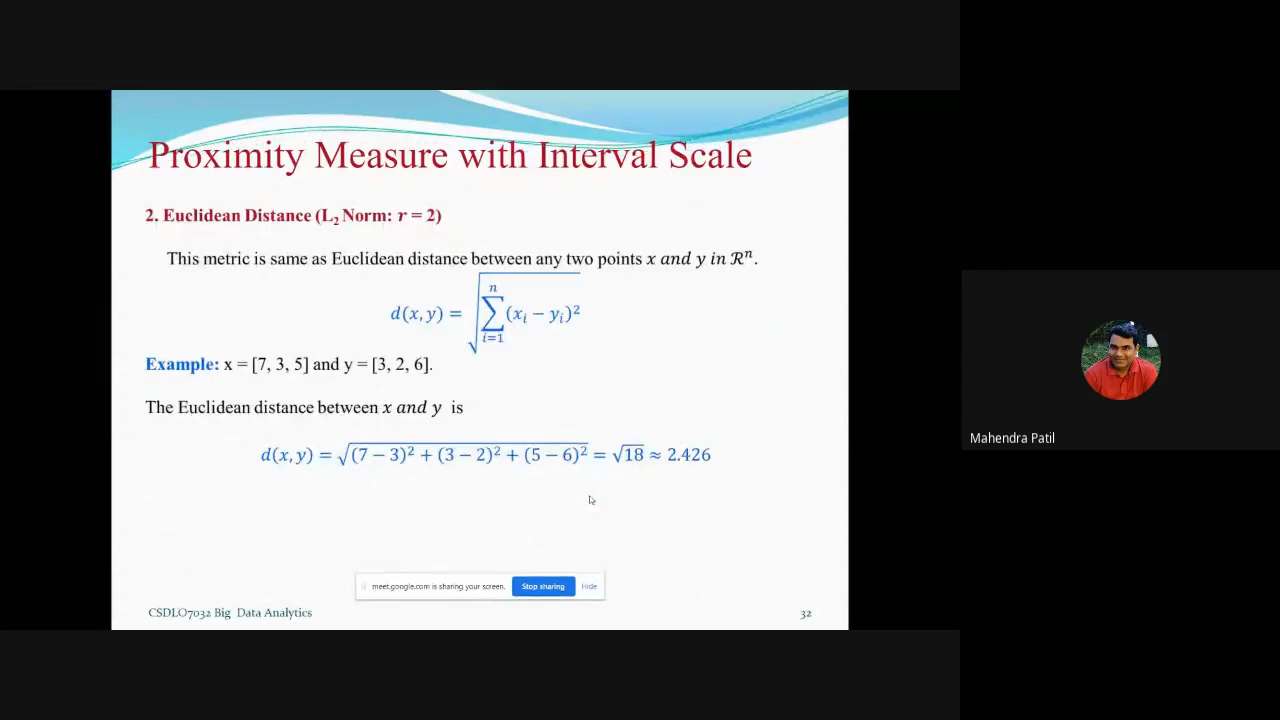 Proximity Measure with Interval Scale
2. Euclidean Distance (L₂ Norm: r = 2)
This metric is same as Euclidean distance between any two points x and y in ℛⁿ.
d(x, y) = √∑ⁿᵢ₌₁(xᵢ − yᵢ)²
Example: x = [7, 3, 5] and y = [3, 2, 6].
The Euclidean distance between x and y is
d(x, y) = √(7 − 3)² + (3 − 2)² + (5 − 6)² = √18 ≈ 2.426
meet.google.com is sharing your screen. Stop sharing Hide
CSDLO7032 Big Data Analytics 32
Mahendra Patil